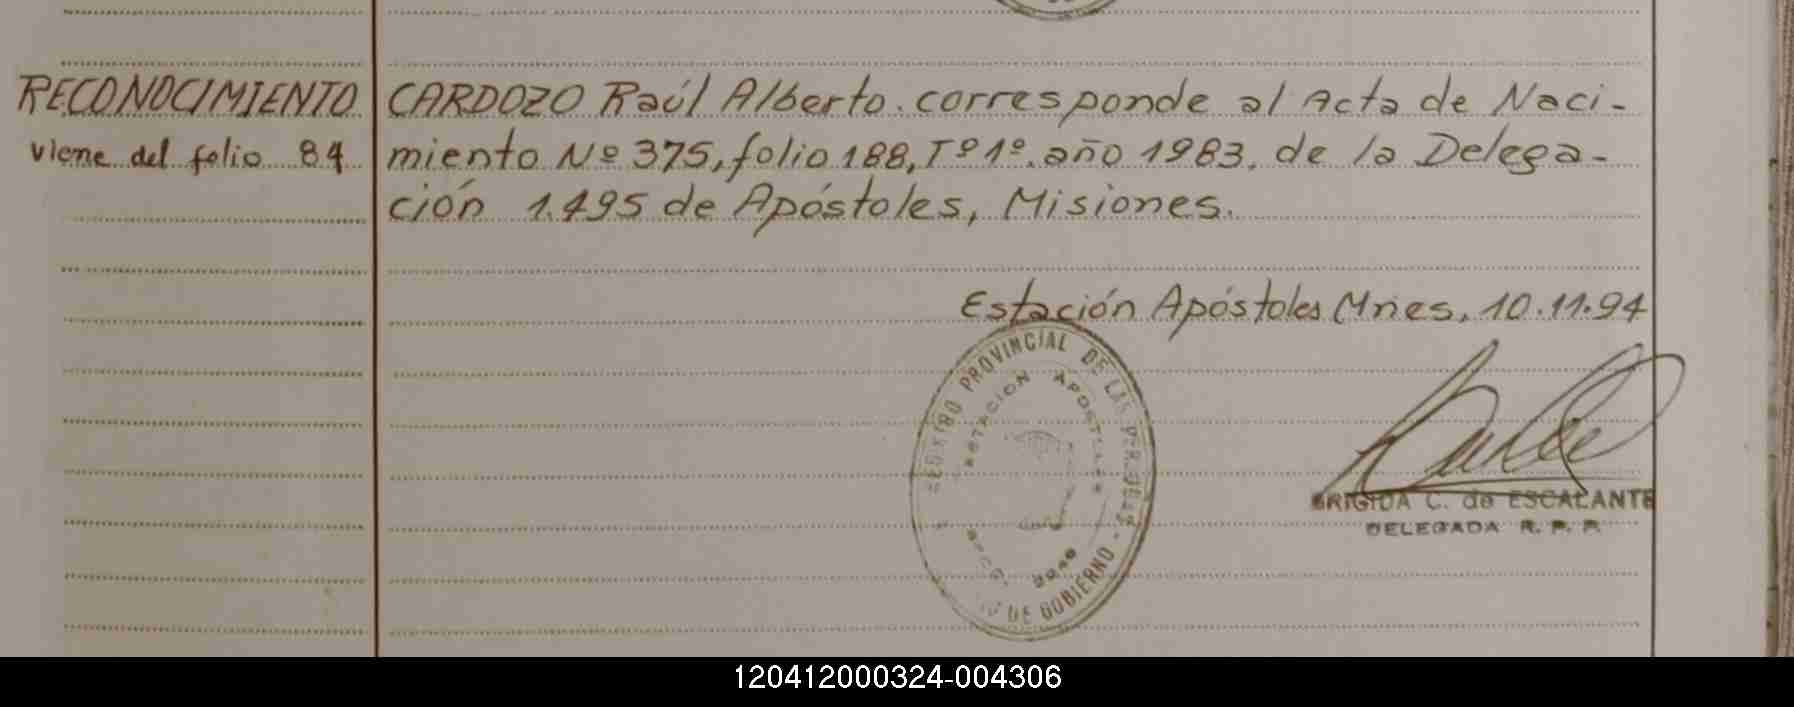 RECONOCIMIENTO
viene del folio 84
CARDOZO Raúl Alberto. corresponde al Acta de Naci-
miento Nº 375, folio 188, Tº 1º. año 1983. de la Delega-
ción 1.495 de Apóstoles, Misiones.
Estación Apóstoles Mnes. 10.11.94
REGISTRO PROVINCIAL DE LAS PERSONAS -
ESTACION APOSTOLES
DE GOBIERNO
BRIGIDA C. de ESCALANTE
DELEGADA R. P. P.
120412000324-004306